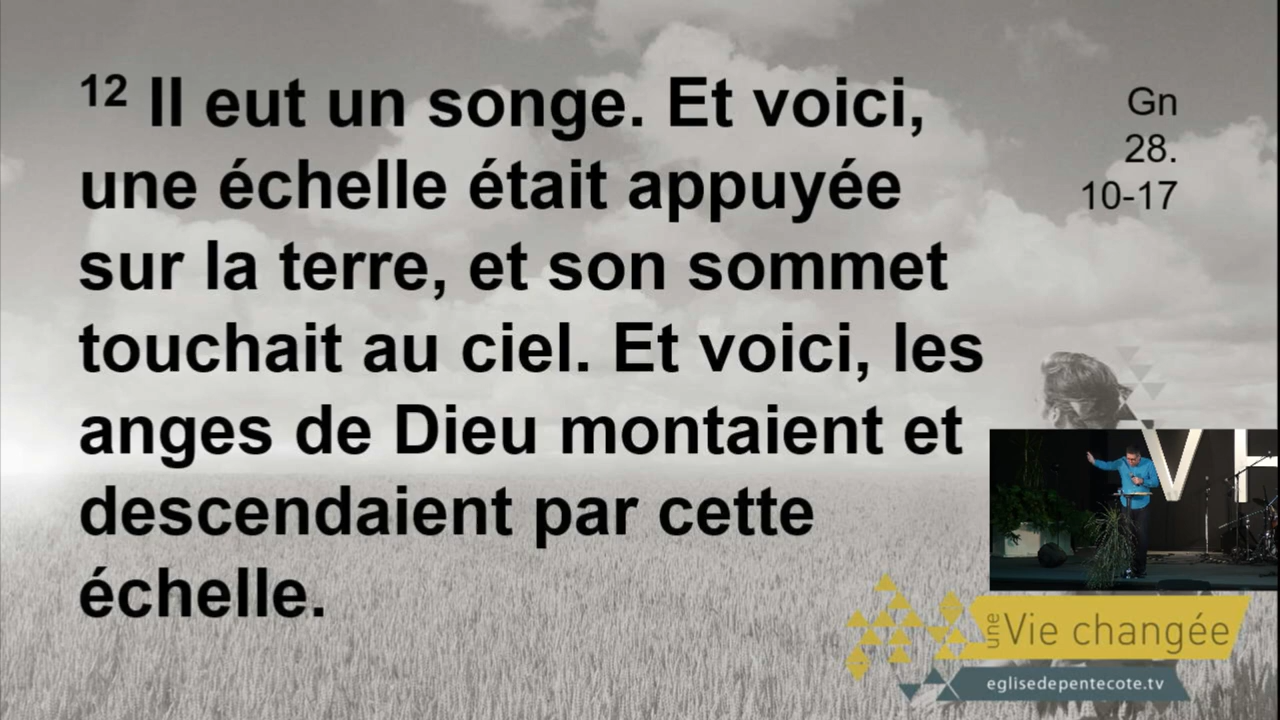 12 Il eut un songe. Et voici,
une échelle était appuyée
sur la terre, et son sommet
touchait au ciel. Et voici, les
anges de Dieu montaient et
descendaient par cette
échelle.
Gn
28.
10-17
VE
une Vie changée
eglisedepentecote.tv